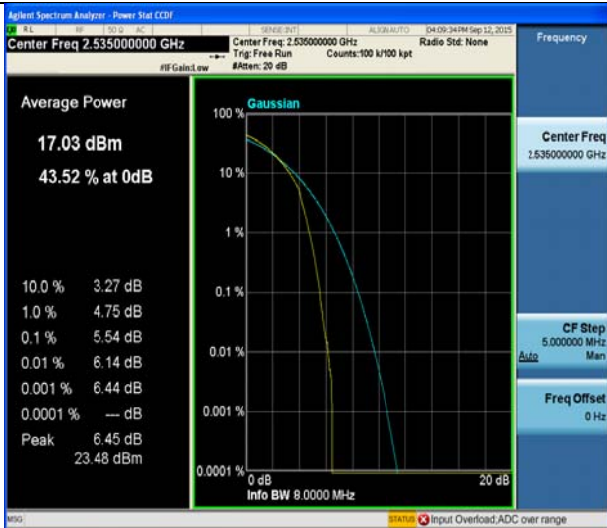 Agilent Spectrum Analyzer - Power Stat CCDF
RL RF 50 Ω AC SENSE:INT ALIGN AUTO 04:09:34 PM Sep 12, 2015
Center Freq 2.535000000 GHz
Center Freq: 2.535000000 GHz Radio Std: None
Trig: Free Run Counts:100 k/100 kpt
#IFGain:Low #Atten: 20 dB
Frequency
Average Power
17.03 dBm
43.52 % at 0dB
10.0 % 3.27 dB
1.0 % 4.75 dB
0.1 % 5.54 dB
0.01 % 6.14 dB
0.001 % 6.44 dB
0.0001 % --- dB
Peak 6.45 dB
23.48 dBm
Gaussian
100 %
10 %
1 %
0.1 %
0.01 %
0.001 %
0.0001 %
0 dB 20 dB
Info BW 8.0000 MHz
Center Freq
2.535000000 GHz
CF Step
5.000000 MHz
Auto Man
Freq Offset
0 Hz
MSG STATUS Input Overload;ADC over range